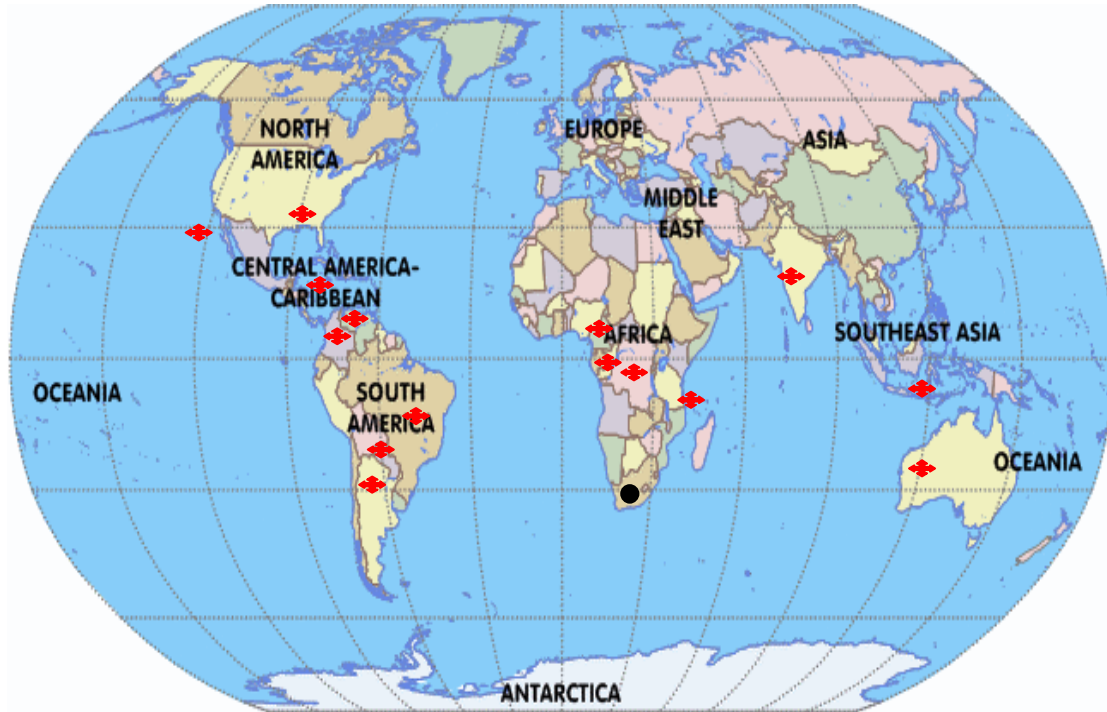 NORTH
AMERICA
EUROPE
ASIA
MIDDLE
EAST
CENTRAL AMERICA-
CARIBBEAN
AFRICA
SOUTHEAST ASIA
OCEANIA
SOUTH
AMERICA
OCEANIA
ANTARCTICA